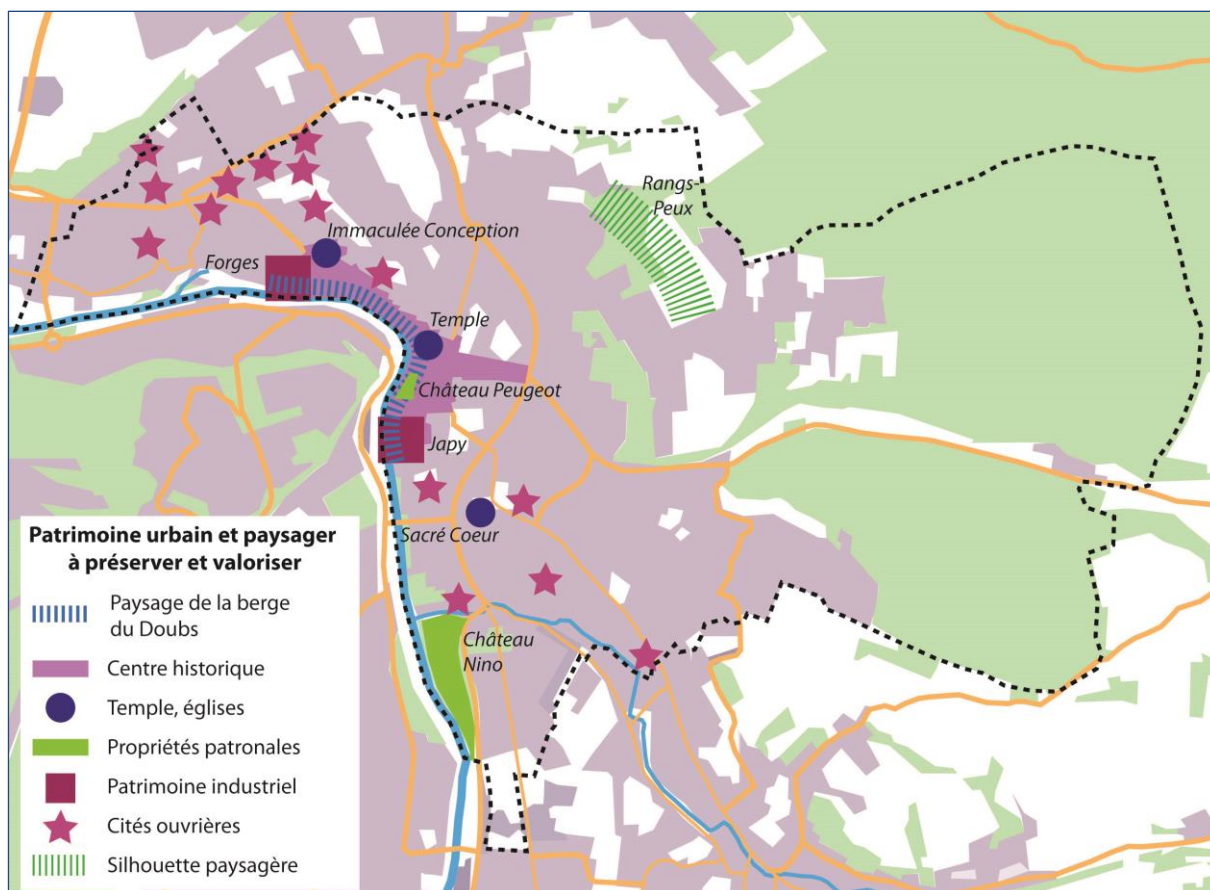 Rangs-
Peux
Immaculée Conception
Forges
Temple
Château Peugeot
Japy
Sacré Coeur
Château
Nino
Patrimoine urbain et paysager
à préserver et valoriser
Paysage de la berge
du Doubs
Centre historique
Temple, églises
Propriétés patronales
Patrimoine industriel
Cités ouvrières
Silhouette paysagère